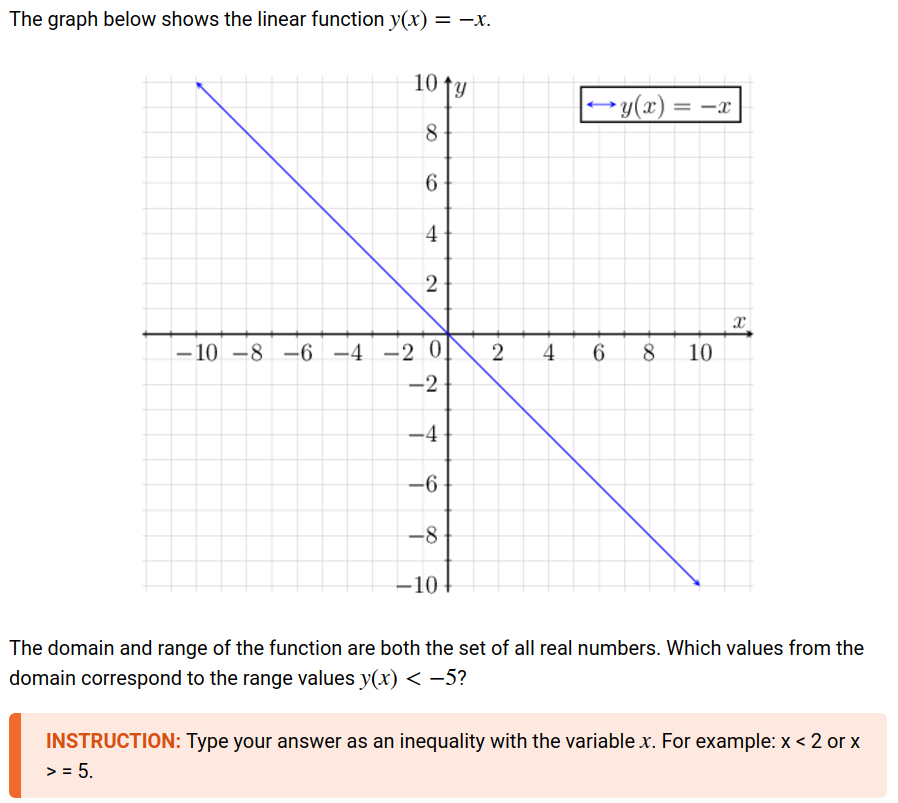 The graph below shows the linear function y(x) = −x.
10 y
y(x) = −x
8
6
4
2
x
−10 −8 −6 −4 −2 0 2 4 6 8 10
−2
−4
−6
−8
−10
The domain and range of the function are both the set of all real numbers. Which values from the
domain correspond to the range values y(x) < −5?
INSTRUCTION: Type your answer as an inequality with the variable x. For example: x < 2 or x
> = 5.